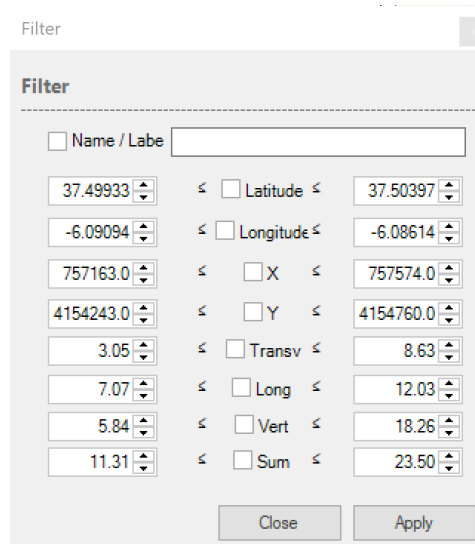 Filter
Filter
Name / Labe
37.49933 ≤ Latitude ≤ 37.50397
-6.09094 ≤ Longitude ≤ -6.08614
757163.0 ≤ X ≤ 757574.0
4154243.0 ≤ Y ≤ 4154760.0
3.05 ≤ Transv ≤ 8.63
7.07 ≤ Long ≤ 12.03
5.84 ≤ Vert ≤ 18.26
11.31 ≤ Sum ≤ 23.50
Close Apply